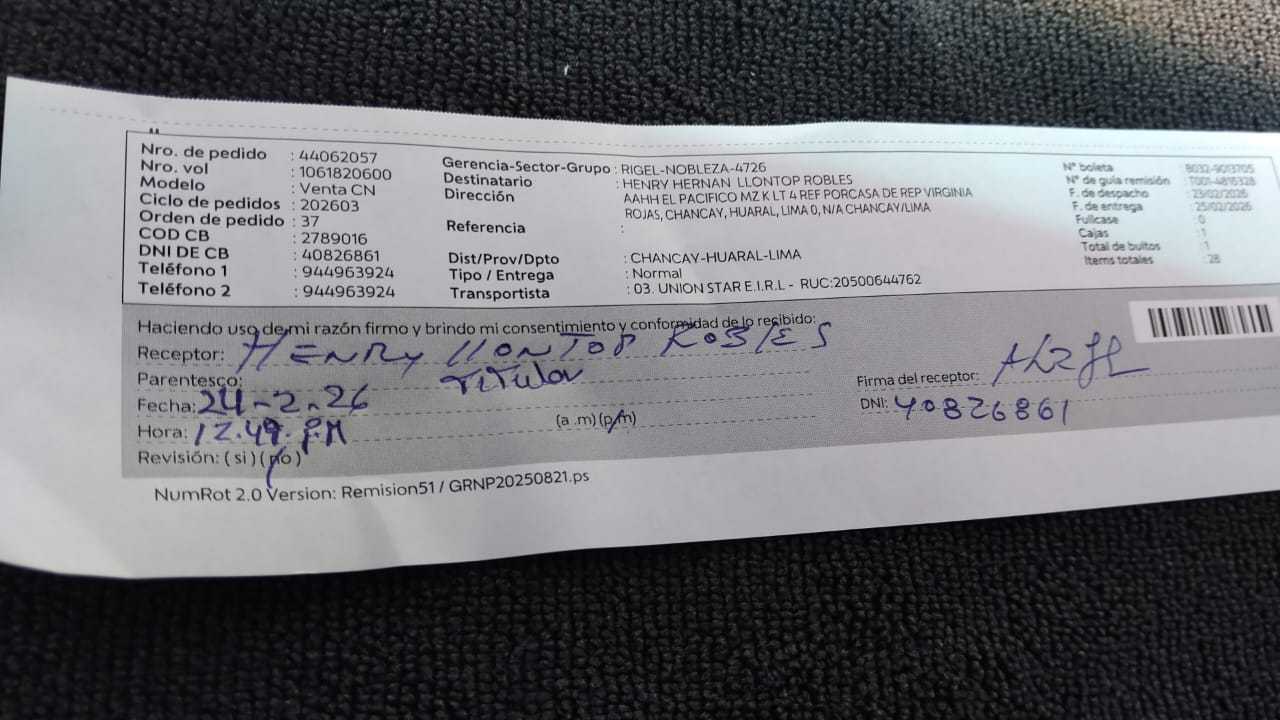 Nro. de pedido : 44062057
Nro. vol : 1061820600
Modelo : Venta CN
Ciclo de pedidos : 202603
Orden de pedido : 37
COD CB : 2789016
DNI DE CB : 40826861
Teléfono 1 : 944963924
Teléfono 2 : 944963924
Gerencia-Sector-Grupo : RIGEL-NOBLEZA-4726
Destinatario : HENRY HERNAN LLONTOP ROBLES
Dirección AAHH EL PACIFICO MZ K LT 4 REF PORCASA DE REP VIRGINIA
ROJAS, CHANCAY, HUARAL, LIMA 0, N/A CHANCAY/LIMA
Referencia :
Dist/Prov/Dpto : CHANCAY-HUARAL-LIMA
Tipo / Entrega : Normal
Transportista : 03. UNION STAR E.I.R.L - RUC:20500644762
N° boleta : B032-9013705
N° de guía remisión : T001-4816328
F. de despacho : 23/02/2026
F. de entrega : 25/02/2026
Fullcase : 0
Cajas : 1
Total de bultos : 1
Items totales : 28
Haciendo uso de mi razón firmo y brindo mi consentimiento y conformidad de lo recibido:
Receptor: HENRY LLONTOP ROBLES
Parentesco: TITULAR
Fecha: 24-2-26
Hora: 12.49 P.M (a .m) (p/m)
Revisión: ( si ) ( no )
Firma del receptor:
DNI: 40826861
NumRot 2.0 Version: Remision51 / GRNP20250821.ps